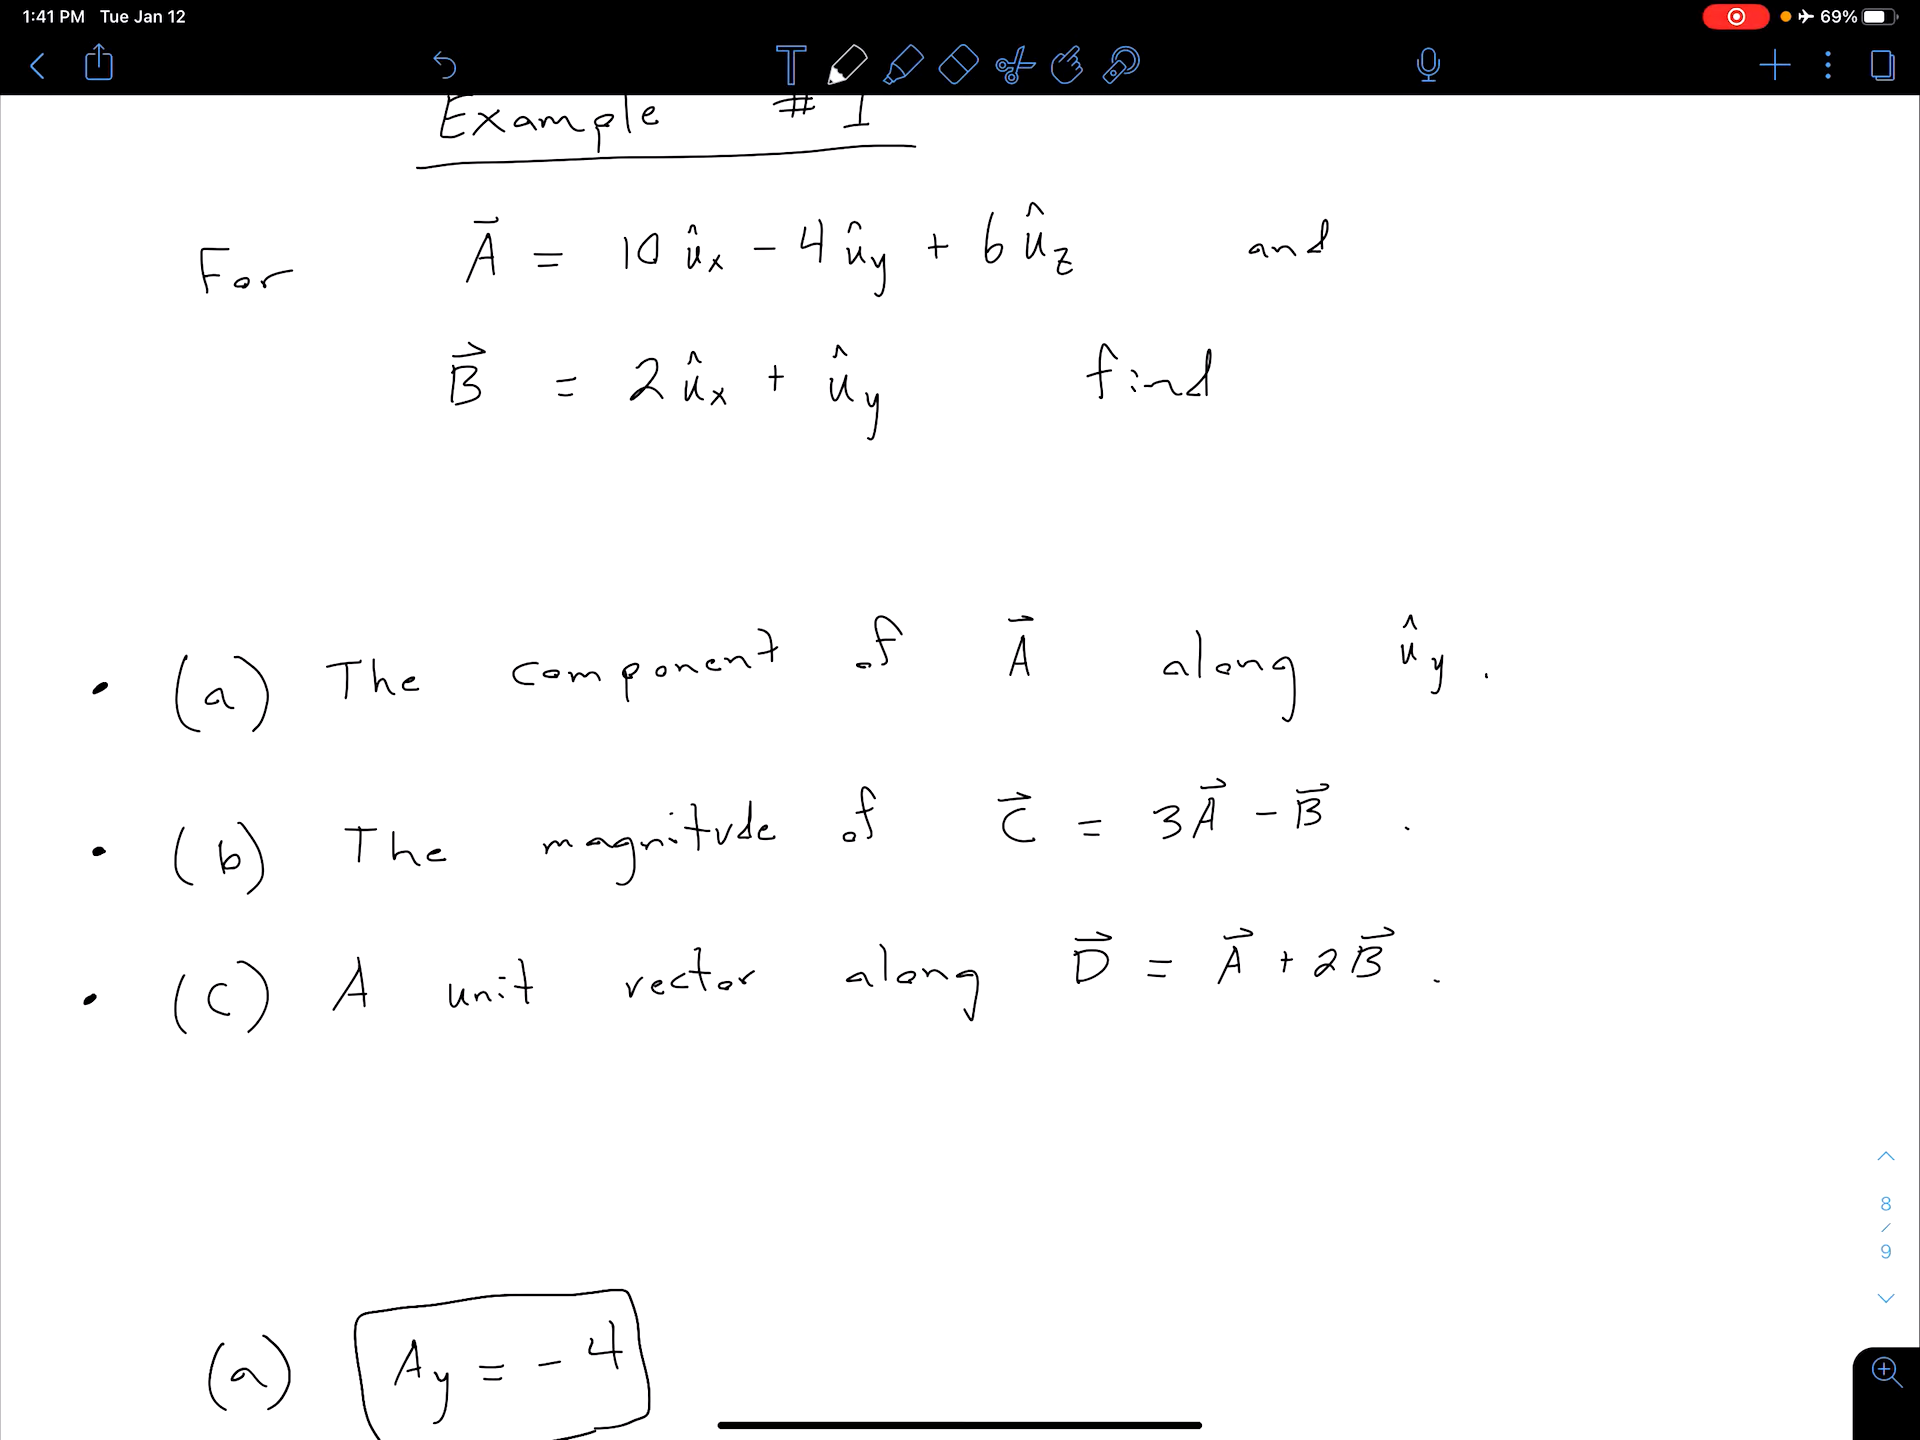 1:41 PM Tue Jan 12
69%
T
Example # 1
For A⃗ = 10 ûx - 4 ûy + 6 ûz and
B⃗ = 2 ûx + ûy find
• (a) The component of A⃗ along ûy.
• (b) The magnitude of C⃗ = 3A⃗ - B⃗ .
• (c) A unit vector along D⃗ = A⃗ + 2B⃗ .
8
/
9
(a) Ay = - 4